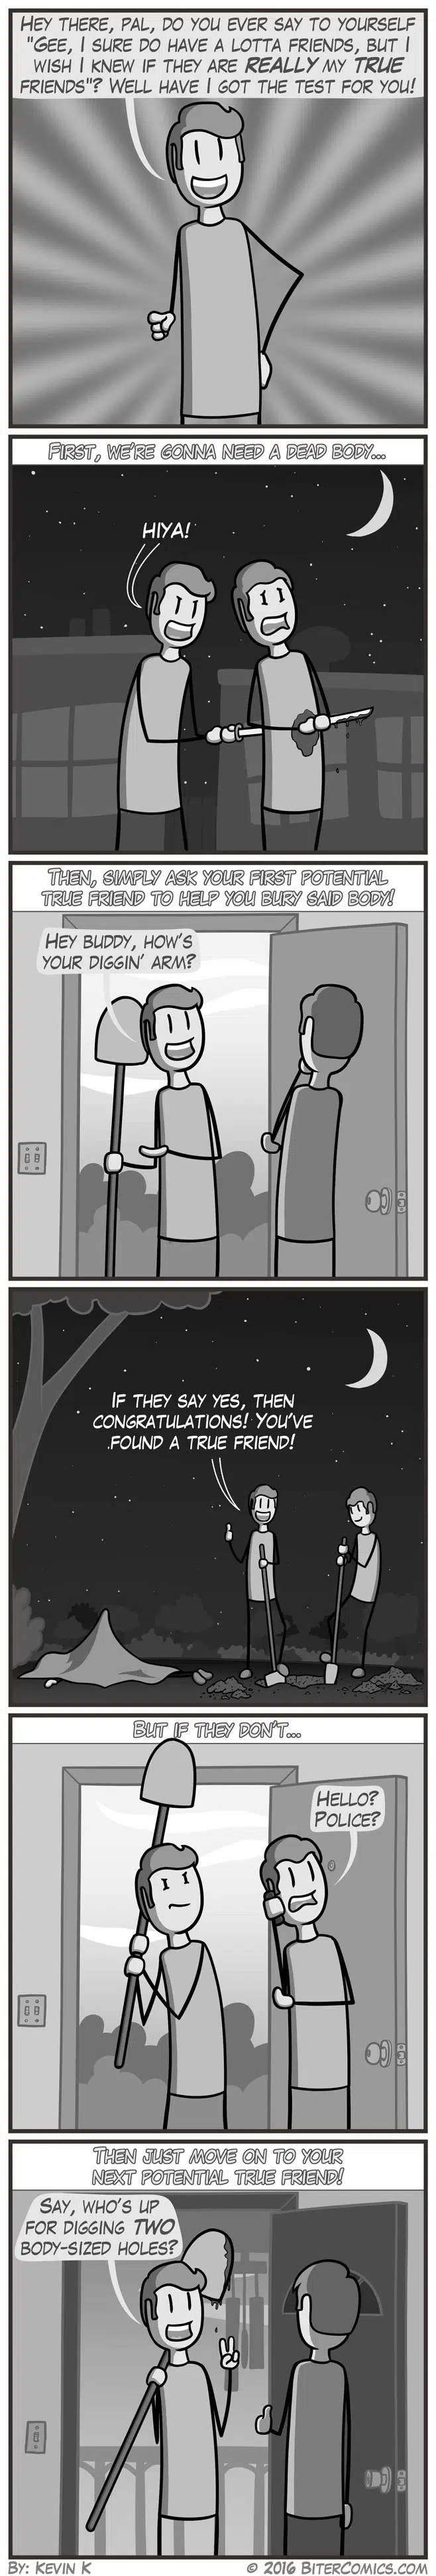 HEY THERE, PAL, DO YOU EVER SAY TO YOURSELF
"GEE, I SURE DO HAVE A LOTTA FRIENDS, BUT I
WISH I KNEW IF THEY ARE REALLY MY TRUE
FRIENDS"? WELL HAVE I GOT THE TEST FOR YOU!
FIRST, WE'RE GONNA NEED A DEAD BODY...
HIYA!
THEN, SIMPLY ASK YOUR FIRST POTENTIAL
TRUE FRIEND TO HELP YOU BURY SAID BODY!
HEY BUDDY, HOW'S
YOUR DIGGIN' ARM?
IF THEY SAY YES, THEN
CONGRATULATIONS! YOU'VE
FOUND A TRUE FRIEND!
BUT IF THEY DON'T...
HELLO?
POLICE?
THEN JUST MOVE ON TO YOUR
NEXT POTENTIAL TRUE FRIEND!
SAY, WHO'S UP
FOR DIGGING TWO
BODY-SIZED HOLES?
BY: KEVIN K
© 2016 BITERCOMICS.COM